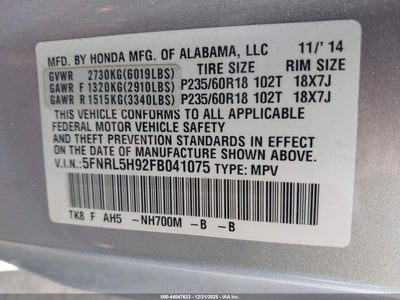 MFD. BY HONDA MFG. OF ALABAMA, LLC 11/'14
GVWR 2730KG(6019LBS) TIRE SIZE RIM SIZE
GAWR F 1320KG(2910LBS) P235/60R18 102T 18X7J
GAWR R 1515KG(3340LBS) P235/60R18 102T 18X7J
THIS VEHICLE CONFORMS TO ALL APPLICABLE
FEDERAL MOTOR VEHICLE SAFETY
AND THEFT PREVENTION STANDARDS IN EFFECT
ON THE DATE OF MANUFACTURE SHOWN ABOVE.
V.I.N:5FNRL5H92FB041075 TYPE: MPV
TK8 F AH5 -NH700M -B -B
000-44047633 - 12/31/2025 - IAAI.COM